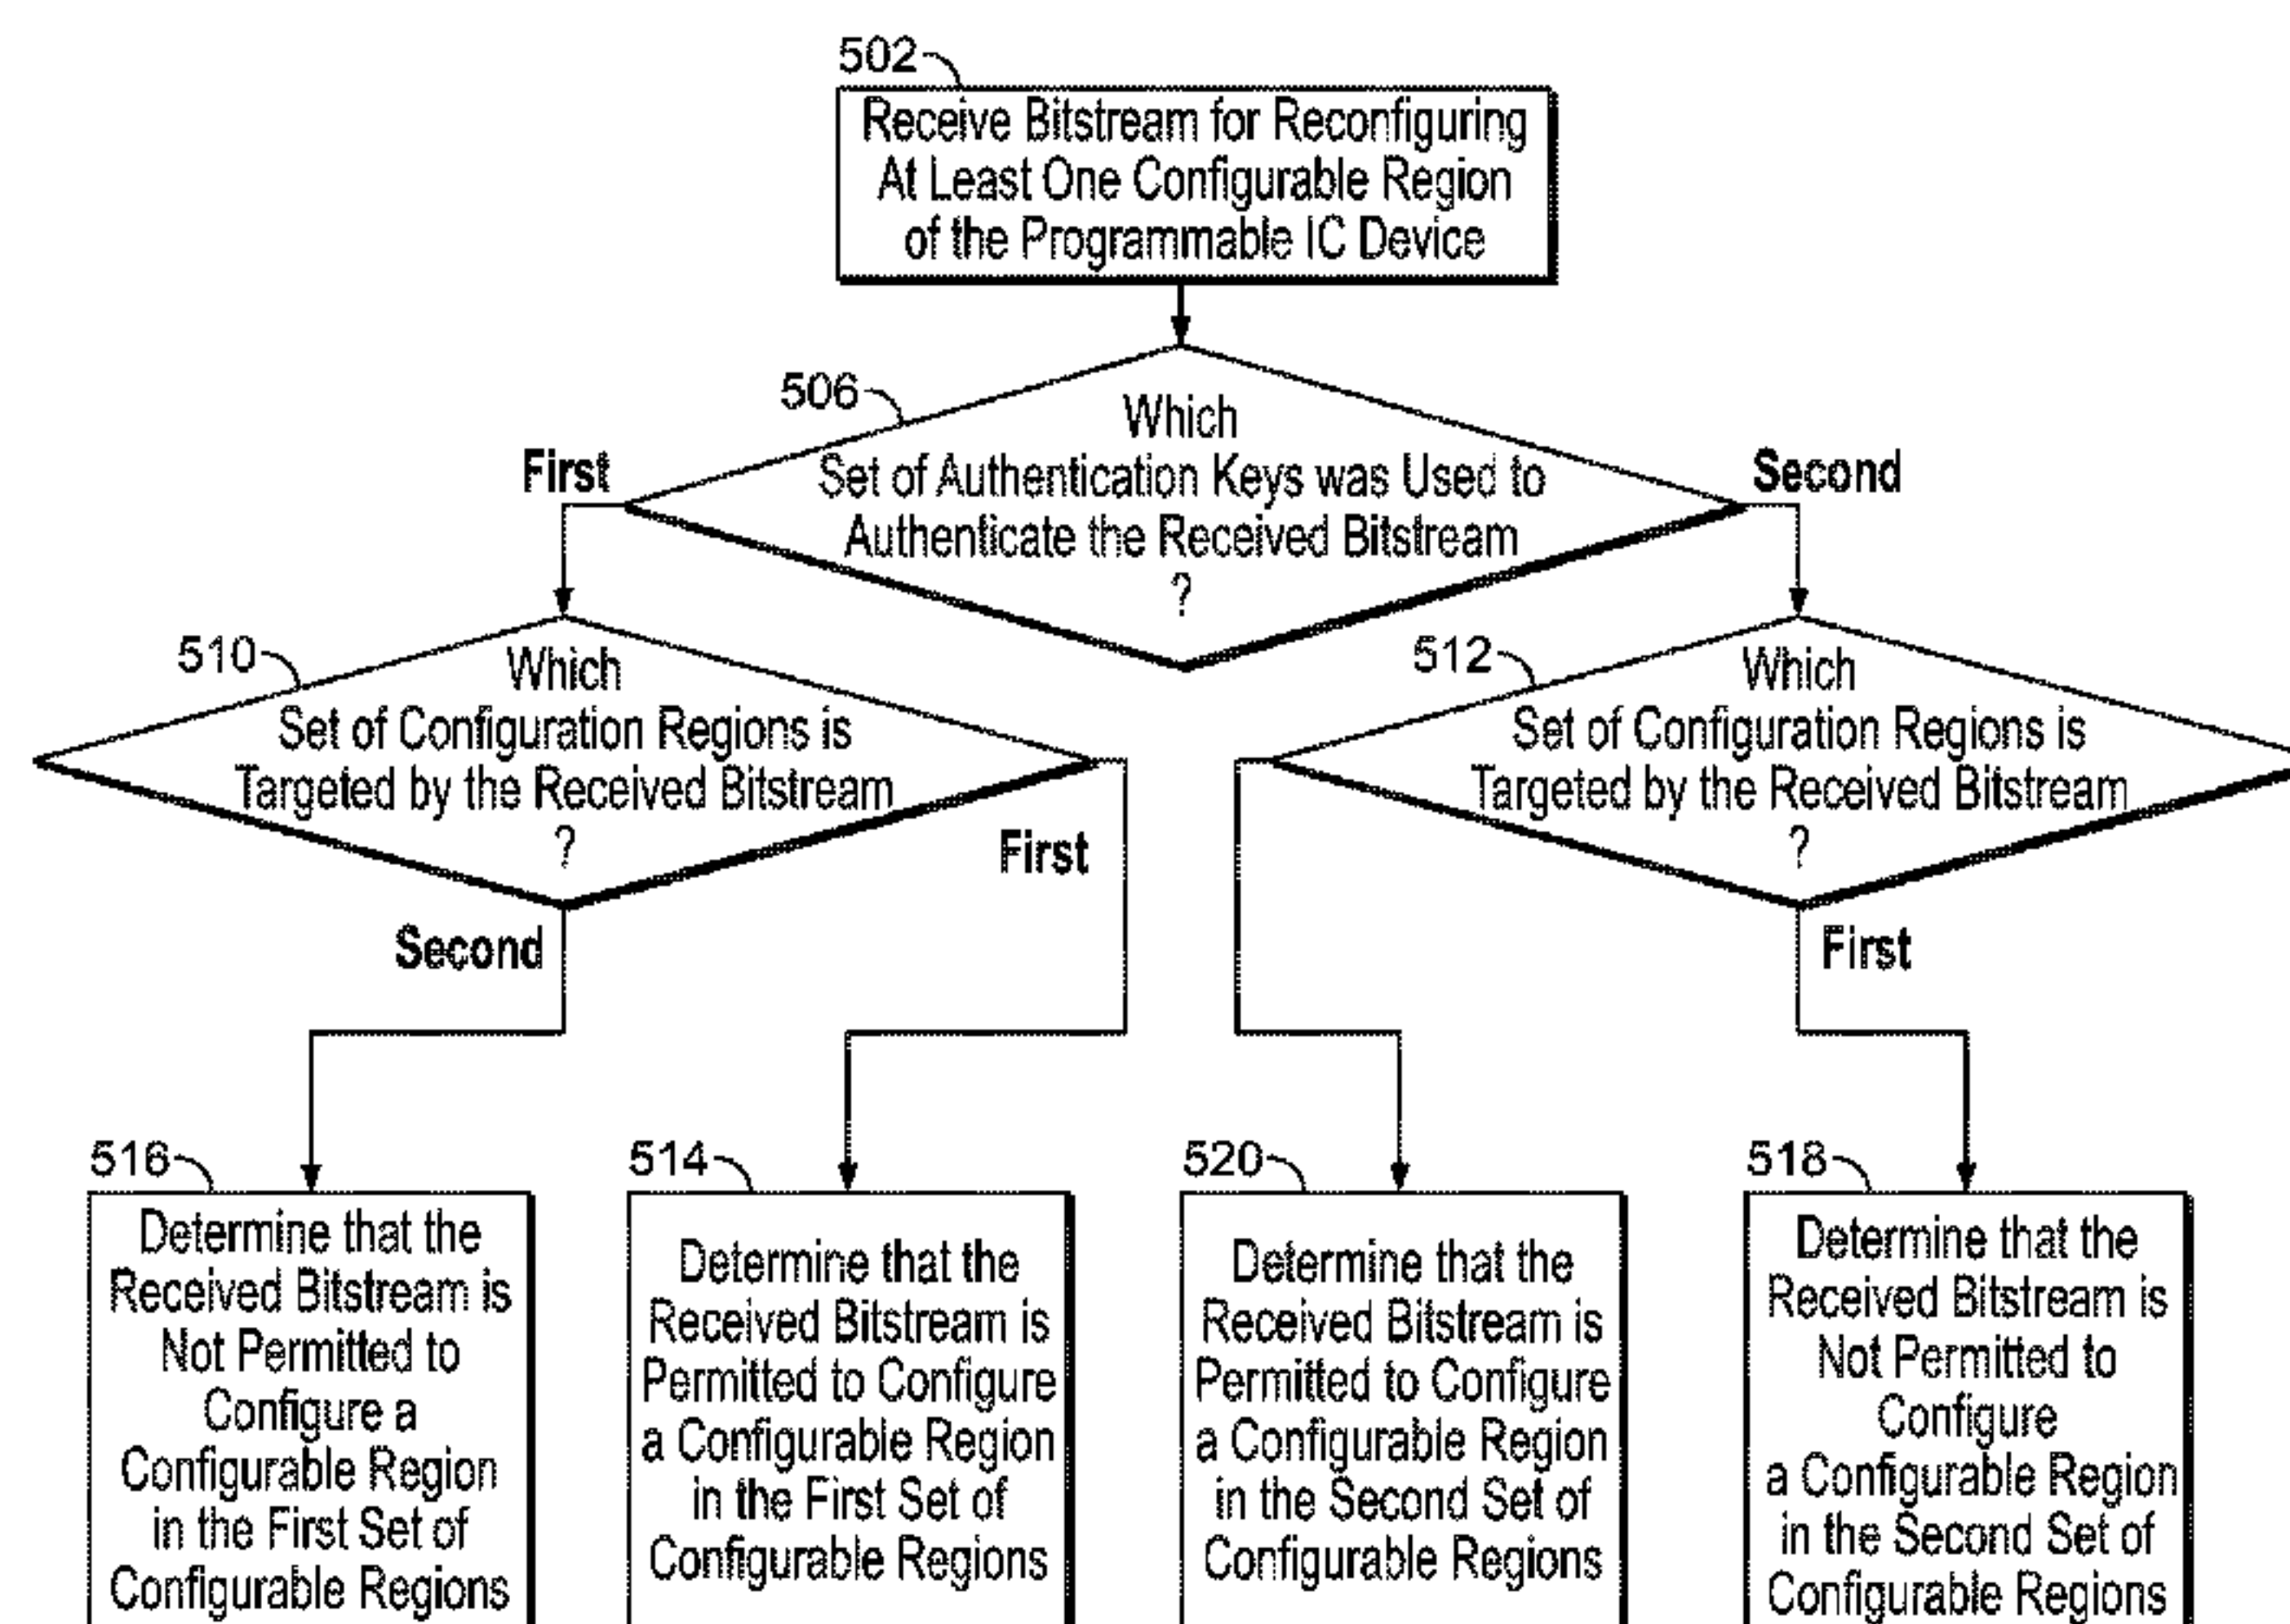 502
Receive Bitstream for Reconfiguring
At Least One Configurable Region
of the Programmable IC Device
506
Which
Set of Authentication Keys was Used to
Authenticate the Received Bitstream
?
First
Second
510
Which
Set of Configuration Regions is
Targeted by the Received Bitstream
?
First
Second
512
Which
Set of Configuration Regions is
Targeted by the Received Bitstream
?
First
516
Determine that the
Received Bitstream is
Not Permitted to
Configure a
Configurable Region
in the First Set of
Configurable Regions
514
Determine that the
Received Bitstream is
Permitted to Configure
a Configurable Region
in the First Set of
Configurable Regions
520
Determine that the
Received Bitstream is
Permitted to Configure
a Configurable Region
in the Second Set of
Configurable Regions
518
Determine that the
Received Bitstream is
Not Permitted to
Configure
a Configurable Region
in the Second Set of
Configurable Regions